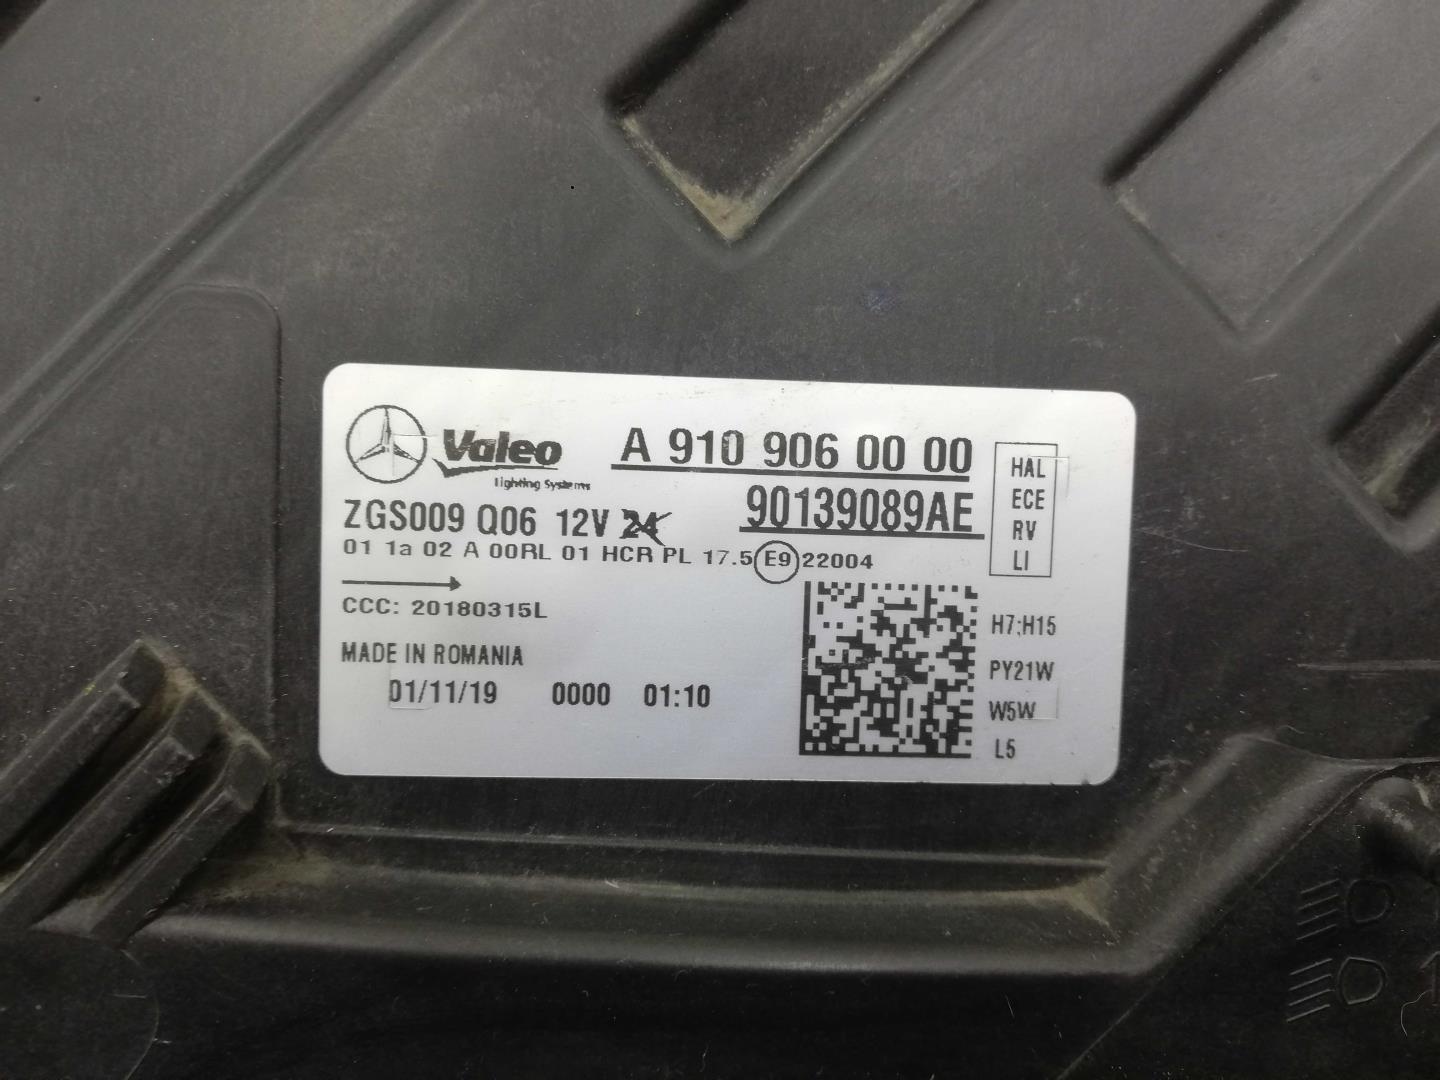 Valeo
Lighting Systems
A 910 906 00 00
90139089AE
ZGS009 Q06 12V 24
01 1a 02 A 00RL 01 HCR PL 17.5 E9 22004
CCC: 20180315L
MADE IN ROMANIA
01/11/19 0000 01:10
HAL
ECE
RV
LI
H7;H15
PY21W
W5W
L5